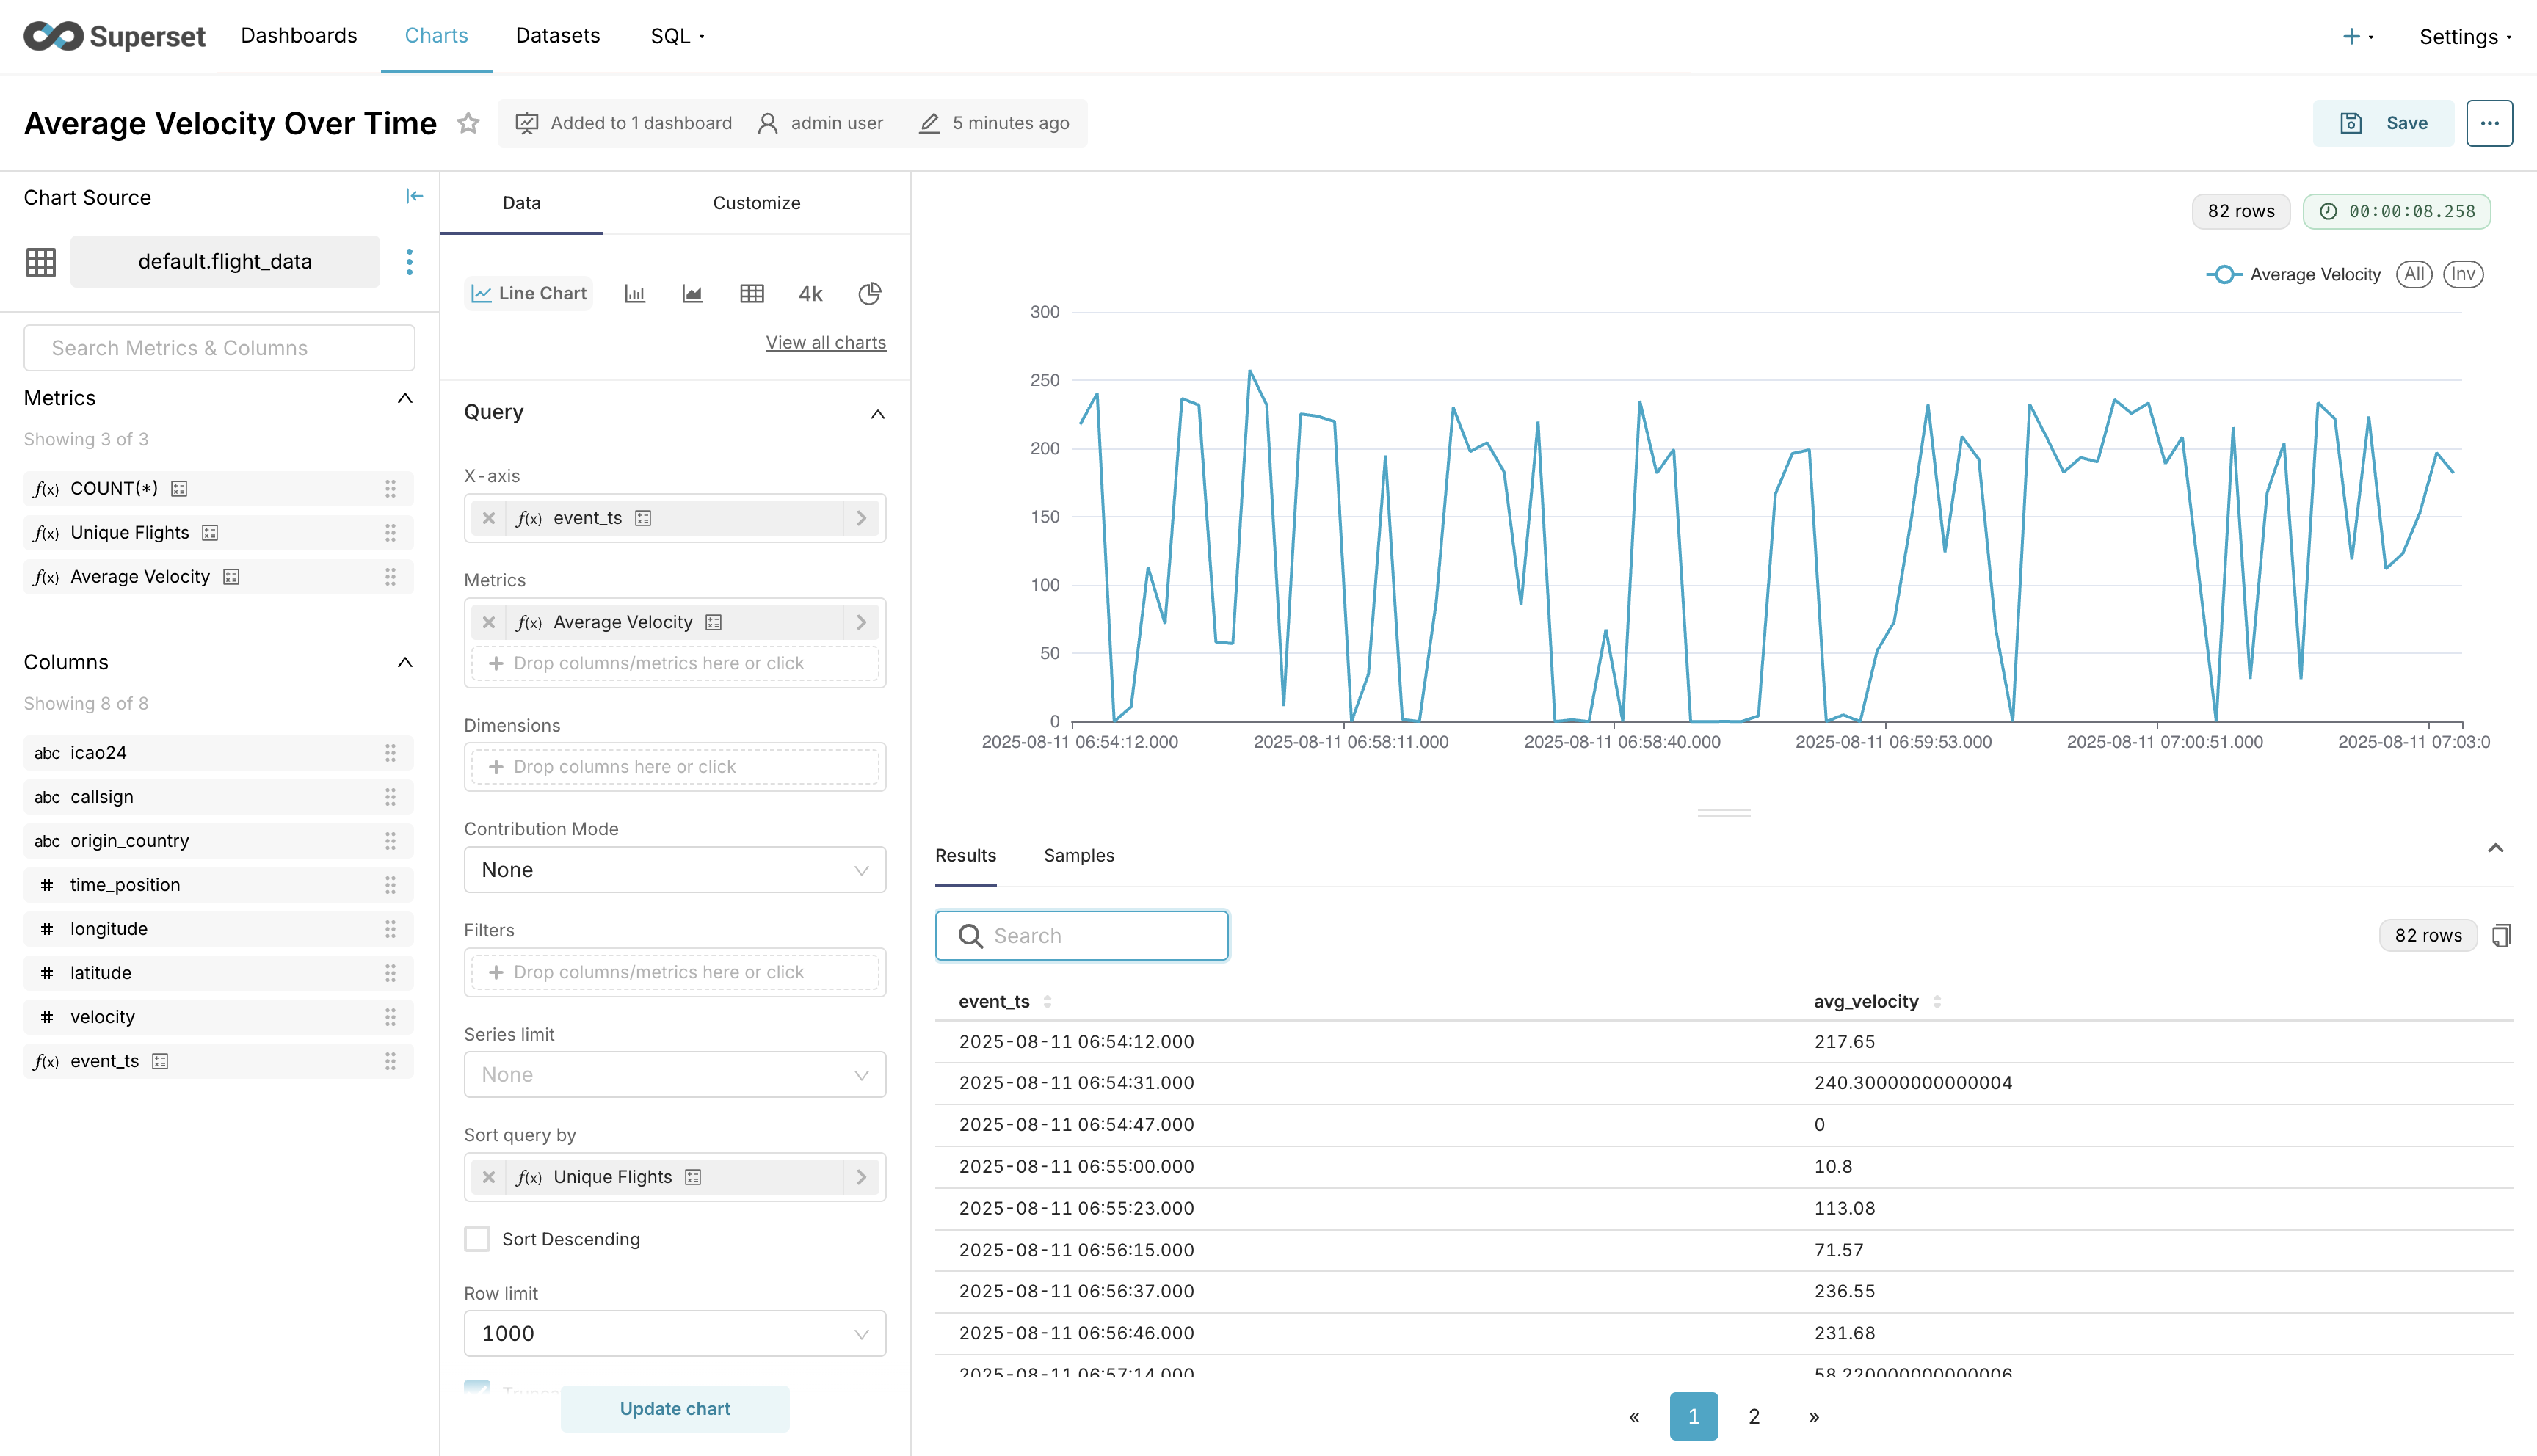 Superset Dashboards Charts Datasets SQL Settings
Average Velocity Over Time Added to 1 dashboard admin user 5 minutes ago Save
Chart Source
default.flight_data
Search Metrics & Columns
Metrics
Showing 3 of 3
f(x) COUNT(*)
f(x) Unique Flights
f(x) Average Velocity
Columns
Showing 8 of 8
abc icao24
abc callsign
abc origin_country
# time_position
# longitude
# latitude
# velocity
f(x) event_ts
Data Customize
Line Chart 4k
View all charts
Query
X-axis
f(x) event_ts
Metrics
f(x) Average Velocity
+ Drop columns/metrics here or click
Dimensions
+ Drop columns here or click
Contribution Mode
None
Filters
+ Drop columns/metrics here or click
Series limit
None
Sort query by
f(x) Unique Flights
Sort Descending
Row limit
1000
Update chart
82 rows 00:00:08.258
Average Velocity All Inv
300
250
200
150
100
50
0
2025-08-11 06:54:12.000 2025-08-11 06:58:11.000 2025-08-11 06:58:40.000 2025-08-11 06:59:53.000 2025-08-11 07:00:51.000 2025-08-11 07:03:0
Results Samples
Search 82 rows
event_ts avg_velocity
2025-08-11 06:54:12.000 217.65
2025-08-11 06:54:31.000 240.30000000000004
2025-08-11 06:54:47.000 0
2025-08-11 06:55:00.000 10.8
2025-08-11 06:55:23.000 113.08
2025-08-11 06:56:15.000 71.57
2025-08-11 06:56:37.000 236.55
2025-08-11 06:56:46.000 231.68
2025-08-11 06:57:14.000 58.220000000000006
« 1 2 »